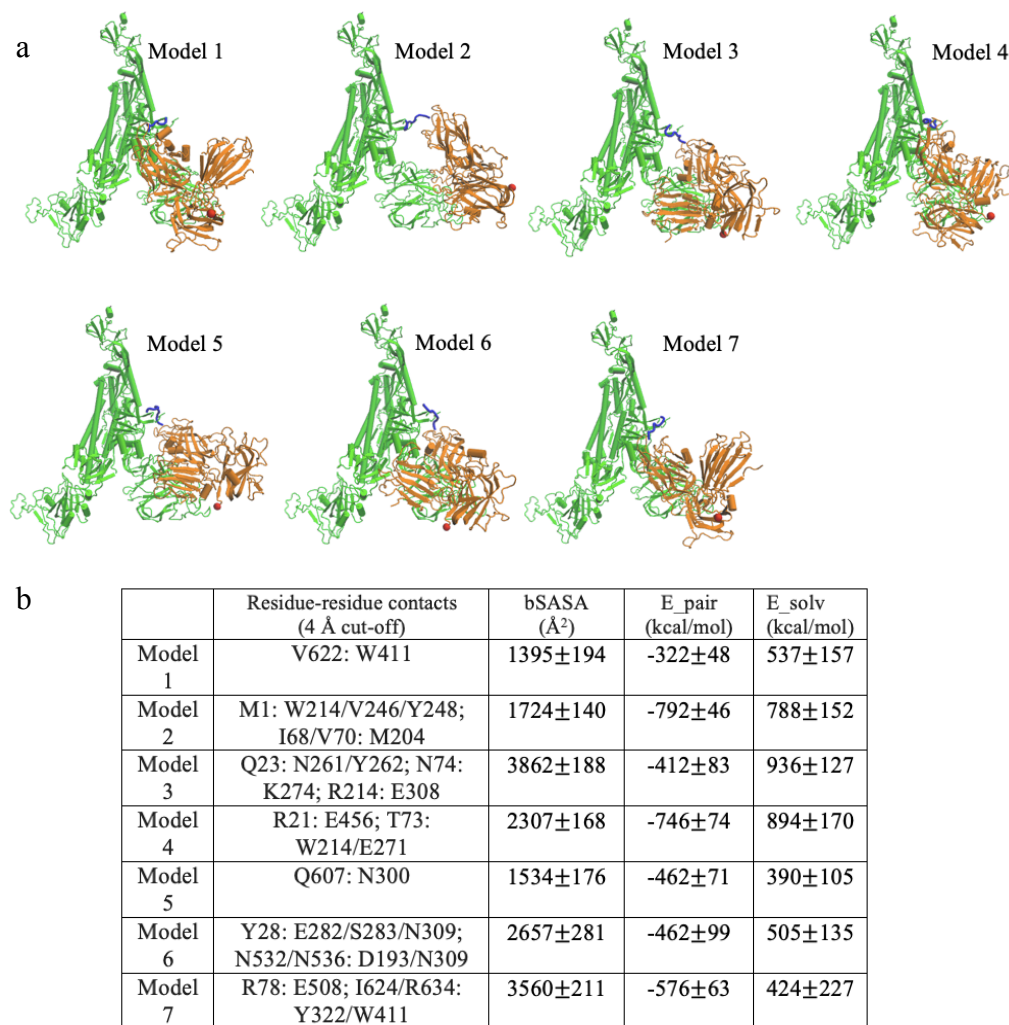 a
Model 1
Model 2
Model 3
Model 4
Model 5
Model 6
Model 7
b
Residue-residue contacts (4 Å cut-off) bSASA (Å²) E_pair (kcal/mol) E_solv (kcal/mol)
Model 1 V622: W411 1395±194 -322±48 537±157
Model 2 M1: W214/V246/Y248; I68/V70: M204 1724±140 -792±46 788±152
Model 3 Q23: N261/Y262; N74: K274; R214: E308 3862±188 -412±83 936±127
Model 4 R21: E456; T73: W214/E271 2307±168 -746±74 894±170
Model 5 Q607: N300 1534±176 -462±71 390±105
Model 6 Y28: E282/S283/N309; N532/N536: D193/N309 2657±281 -462±99 505±135
Model 7 R78: E508; I624/R634: Y322/W411 3560±211 -576±63 424±227